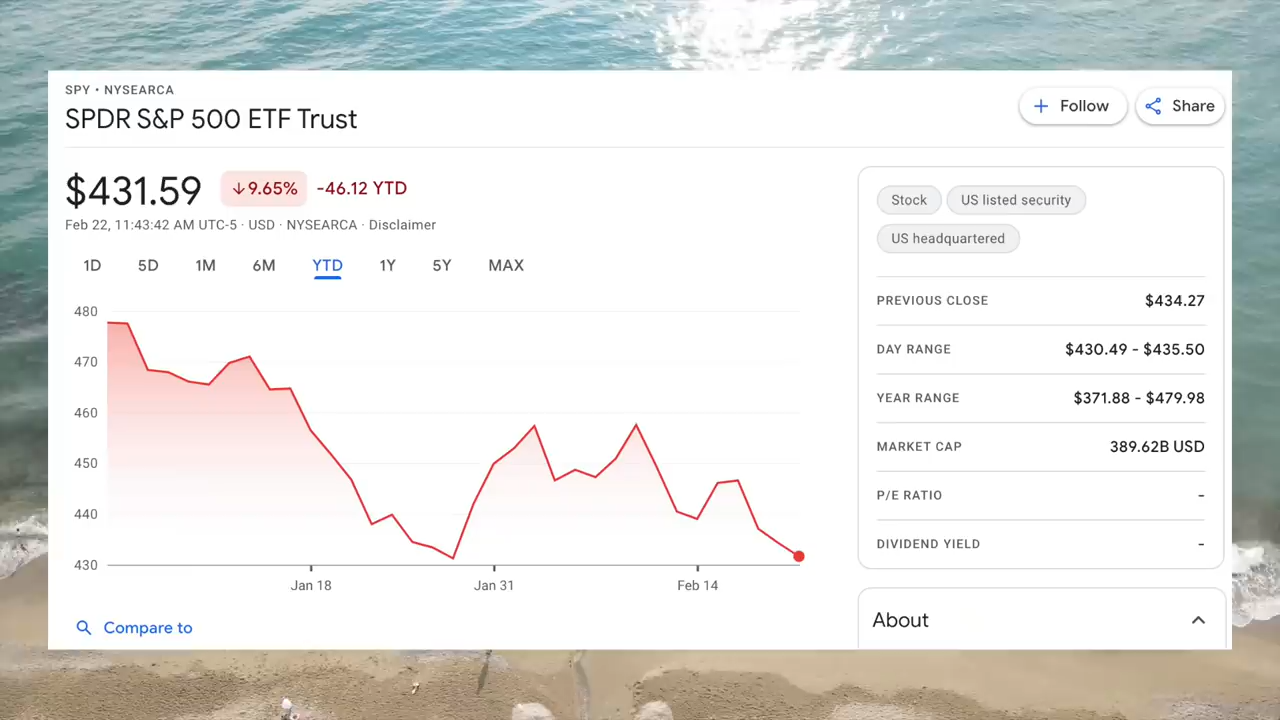 SPY • NYSEARCA
SPDR S&P 500 ETF Trust
Follow
Share
$431.59 ↓9.65% -46.12 YTD
Feb 22, 11:43:42 AM UTC-5 · USD · NYSEARCA · Disclaimer
1D 5D 1M 6M YTD 1Y 5Y MAX
480
470
460
450
440
430
Jan 18 Jan 31 Feb 14
Compare to
Stock US listed security
US headquartered
PREVIOUS CLOSE $434.27
DAY RANGE $430.49 - $435.50
YEAR RANGE $371.88 - $479.98
MARKET CAP 389.62B USD
P/E RATIO -
DIVIDEND YIELD -
About